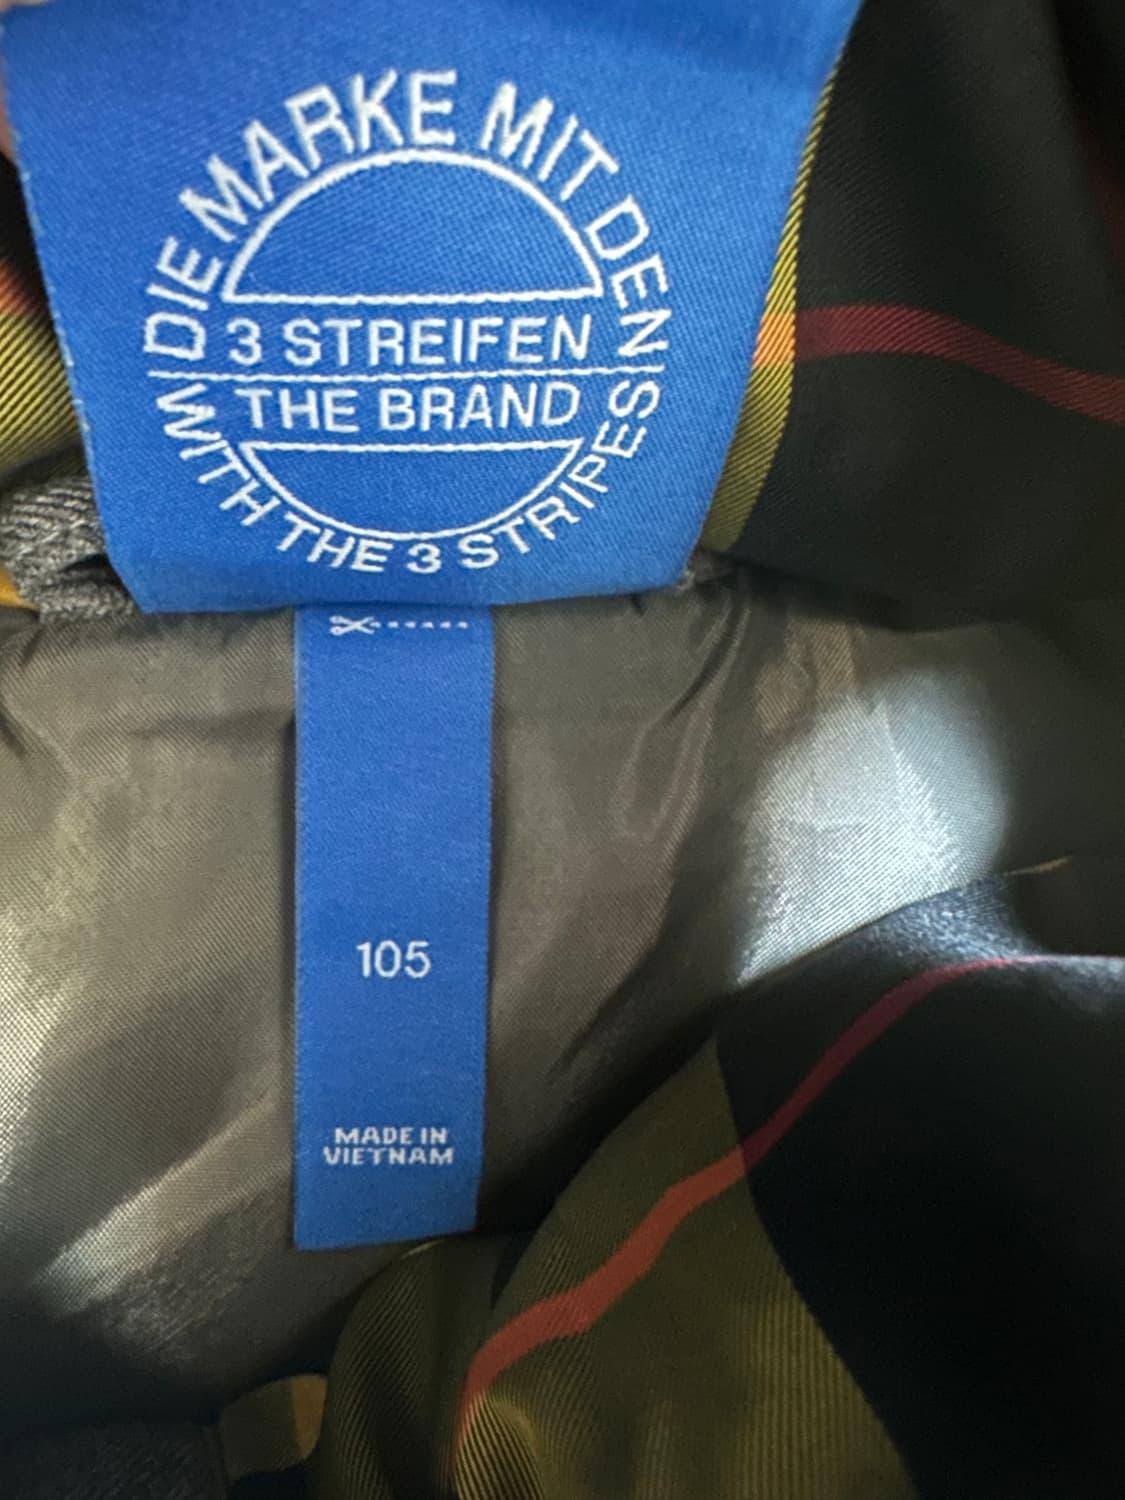 DIE MARKE MIT DEN
3 STREIFEN
THE BRAND
WITH THE 3 STRIPES
105
MADE IN
VIETNAM